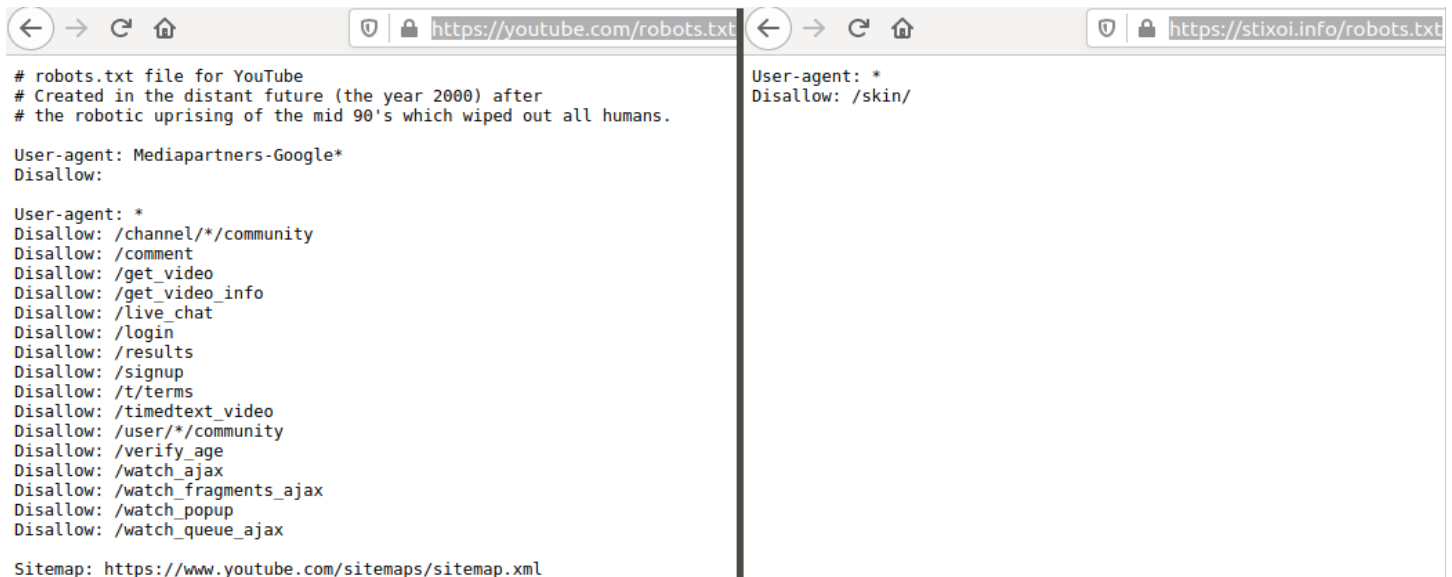 https://youtube.com/robots.txt
# robots.txt file for YouTube
# Created in the distant future (the year 2000) after
# the robotic uprising of the mid 90's which wiped out all humans.
User-agent: Mediapartners-Google*
Disallow:
User-agent: *
Disallow: /channel/*/community
Disallow: /comment
Disallow: /get_video
Disallow: /get_video_info
Disallow: /live_chat
Disallow: /login
Disallow: /results
Disallow: /signup
Disallow: /t/terms
Disallow: /timedtext_video
Disallow: /user/*/community
Disallow: /verify_age
Disallow: /watch_ajax
Disallow: /watch_fragments_ajax
Disallow: /watch_popup
Disallow: /watch_queue_ajax
Sitemap: https://www.youtube.com/sitemaps/sitemap.xml
https://stixoi.info/robots.txt
User-agent: *
Disallow: /skin/